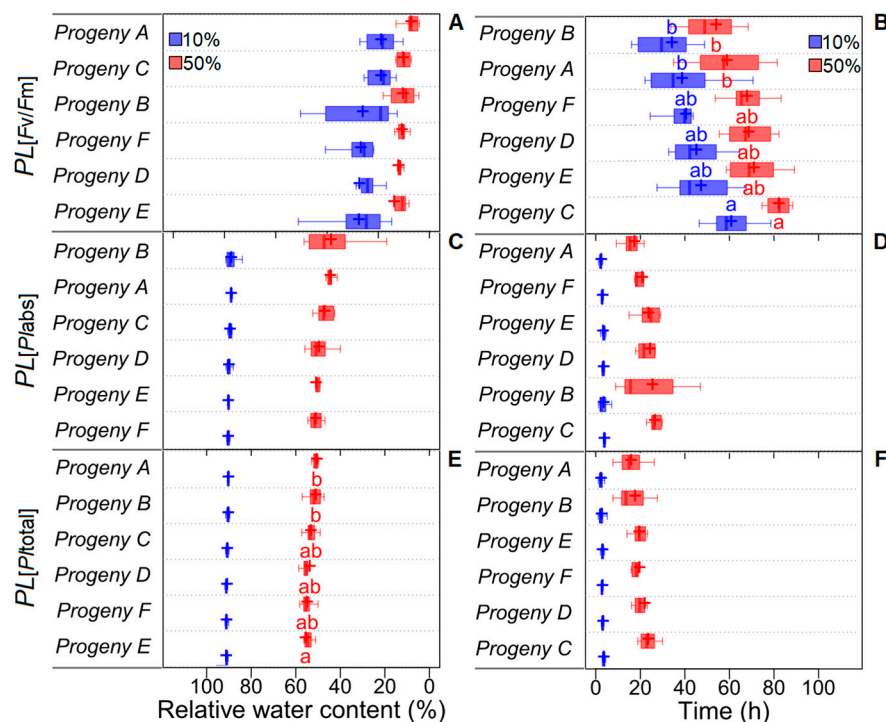 A
B
10%
50%
10%
50%
PL[Fv/Fm]
Progeny A
Progeny C
Progeny B
Progeny F
Progeny D
Progeny E
Progeny B
b
b
Progeny A
b
b
Progeny F
ab
ab
Progeny D
ab
ab
Progeny E
ab
ab
Progeny C
a
a
C
D
PL[PIabs]
Progeny B
Progeny A
Progeny C
Progeny D
Progeny E
Progeny F
Progeny A
Progeny F
Progeny E
Progeny D
Progeny B
Progeny C
E
F
PL[PItotal]
Progeny A
b
Progeny B
b
Progeny C
ab
Progeny D
ab
Progeny F
ab
Progeny E
a
Progeny A
Progeny B
Progeny E
Progeny F
Progeny D
Progeny C
100 80 60 40 20 0
0 20 40 60 80 100
Relative water content (%)
Time (h)